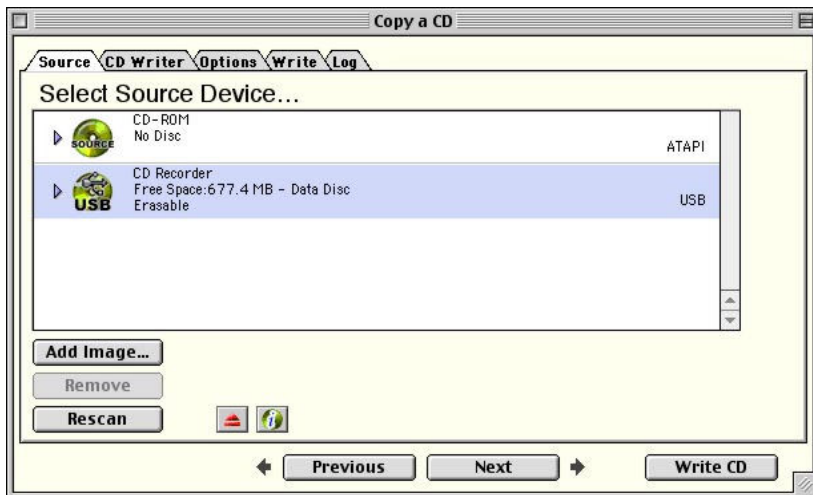 Copy a CD
Source CD Writer Options Write Log
Select Source Device...
CD-ROM
SOURCE No Disc
ATAPI
CD Recorder
Free Space:677.4 MB - Data Disc
USB Erasable
USB
Add Image...
Remove
Rescan
Previous Next Write CD